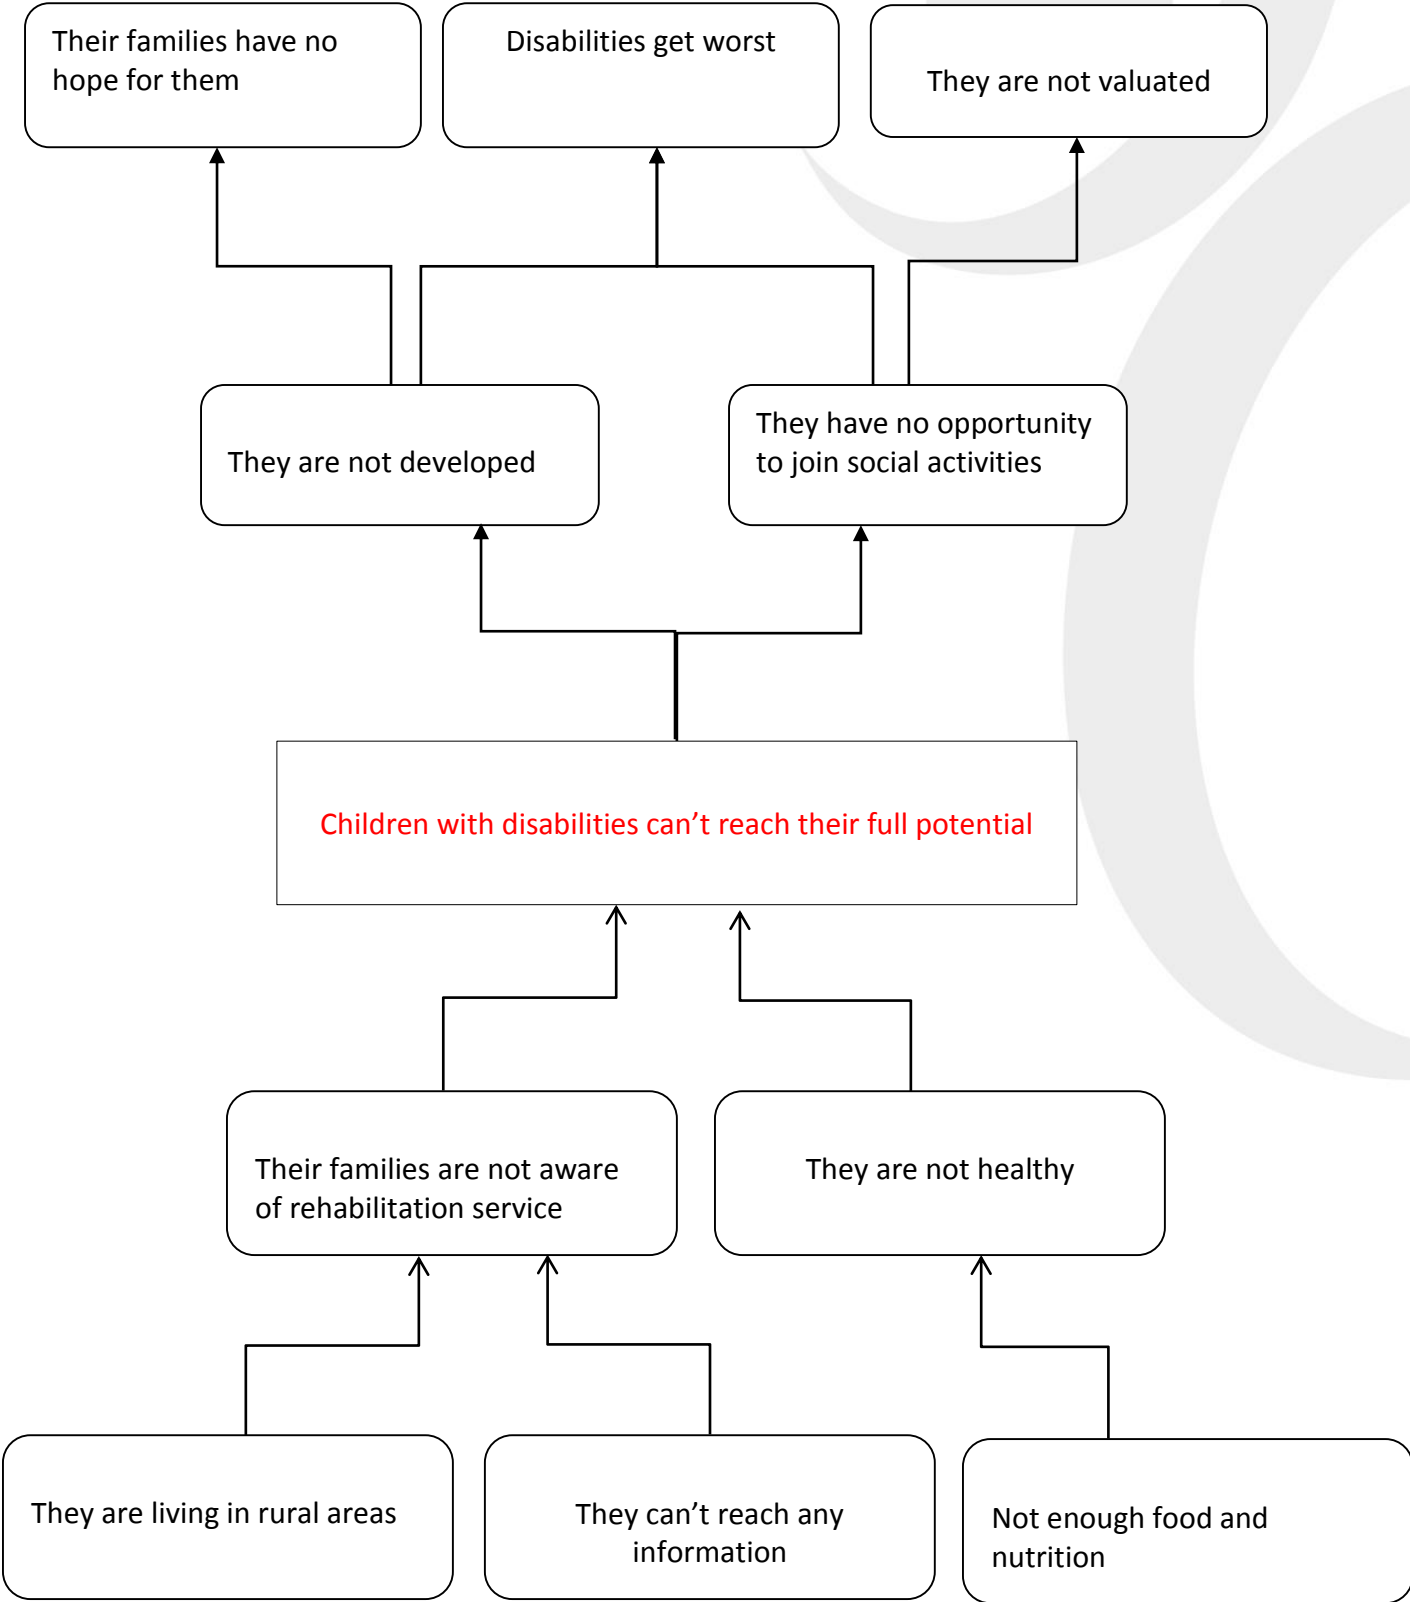 Their families have no
hope for them
Disabilities get worst
They are not valuated
They are not developed
They have no opportunity
to join social activities
Children with disabilities can’t reach their full potential
Their families are not aware
of rehabilitation service
They are not healthy
They are living in rural areas
They can’t reach any
information
Not enough food and
nutrition